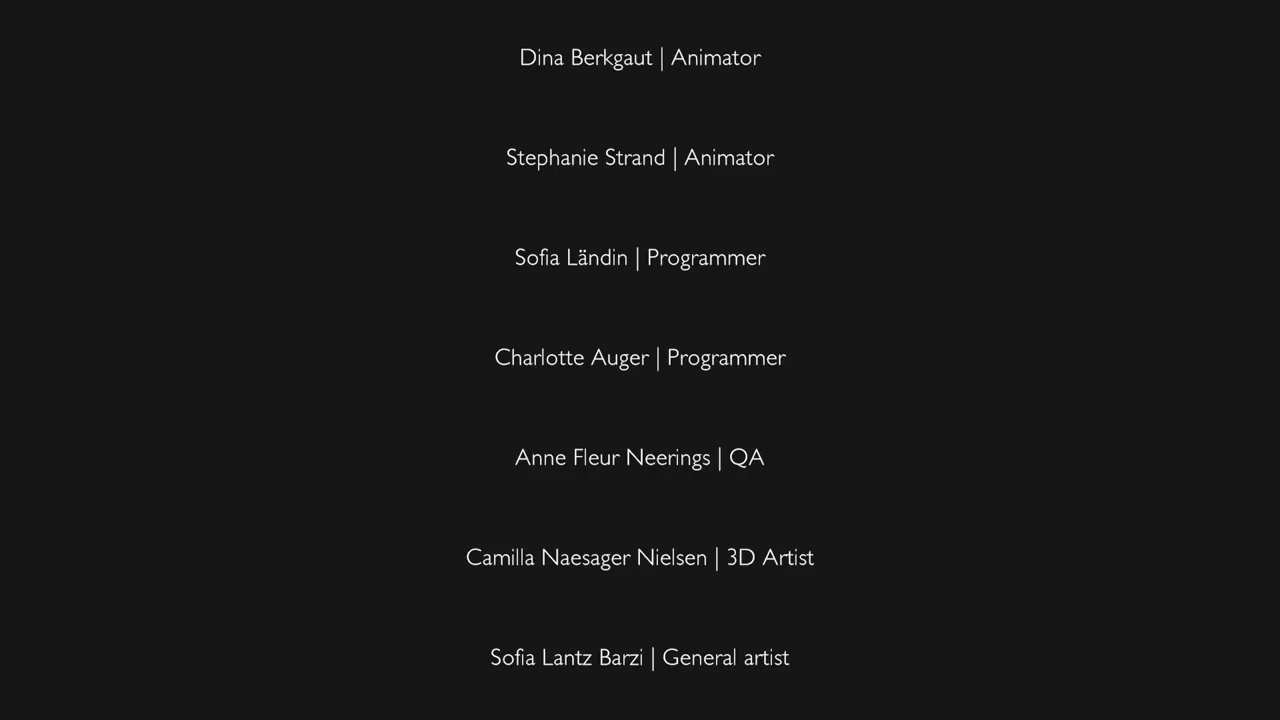 Dina Berkgaut | Animator
Stephanie Strand | Animator
Sofia Ländin | Programmer
Charlotte Auger | Programmer
Anne Fleur Neerings | QA
Camilla Naesager Nielsen | 3D Artist
Sofia Lantz Barzi | General artist